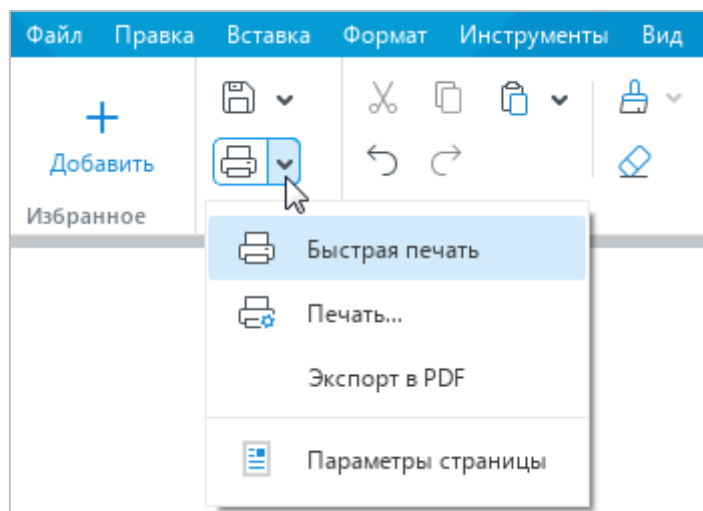 Файл Правка Вставка Формат Инструменты Вид
Добавить
Избранное
Быстрая печать
Печать...
Экспорт в PDF
Параметры страницы